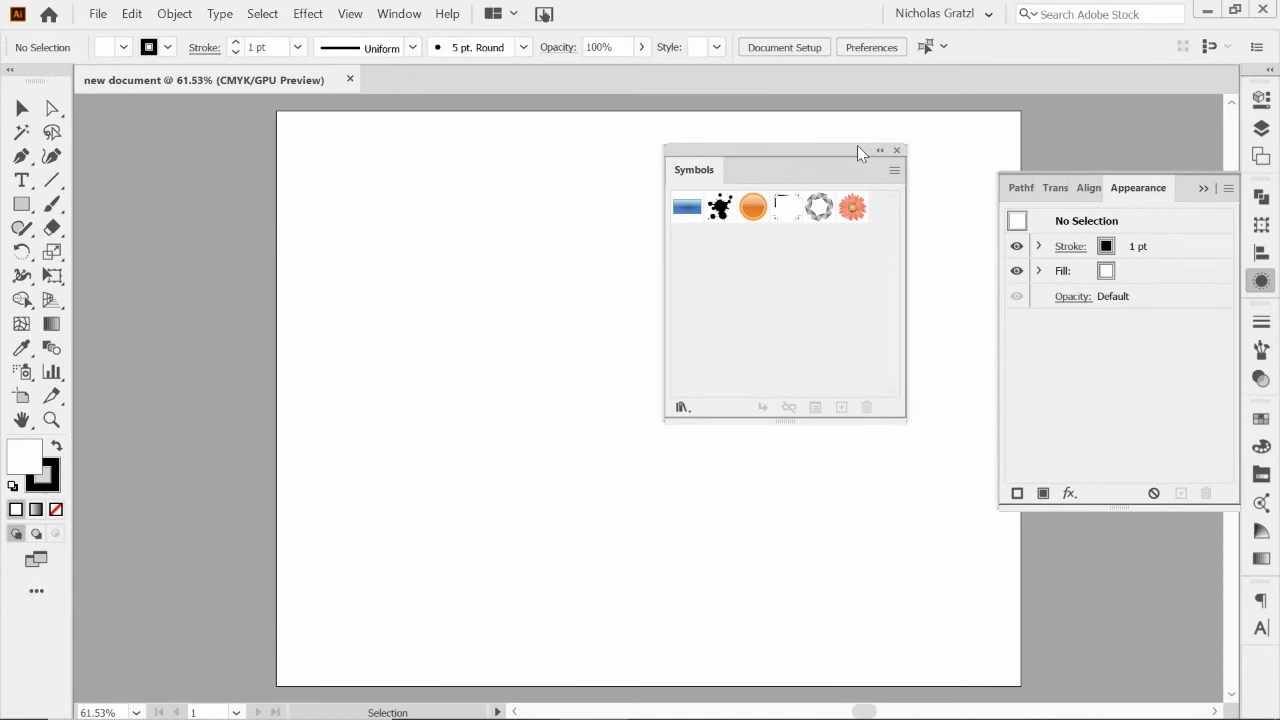 Ai File Edit Object Type Select Effect View Window Help Nicholas Gratzl Search Adobe Stock
No Selection Stroke: 1 pt Uniform 5 pt. Round Opacity: 100% Style: Document Setup Preferences
new document @ 61.53% (CMYK/GPU Preview)
Symbols
Pathf Trans Align Appearance
No Selection
Stroke: 1 pt
Fill:
Opacity: Default
fx.
61.53% 1 Selection